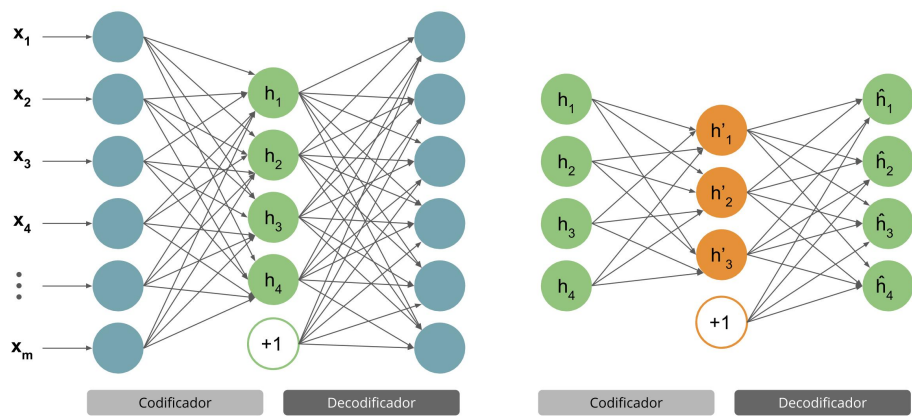 x₁
x₂
x₃
x₄
⋮
xₘ
h₁
h₂
h₃
h₄
+1
Codificador
Decodificador
h₁
h₂
h₃
h₄
h'₁
h'₂
h'₃
+1
ĥ₁
ĥ₂
ĥ₃
ĥ₄
Codificador
Decodificador